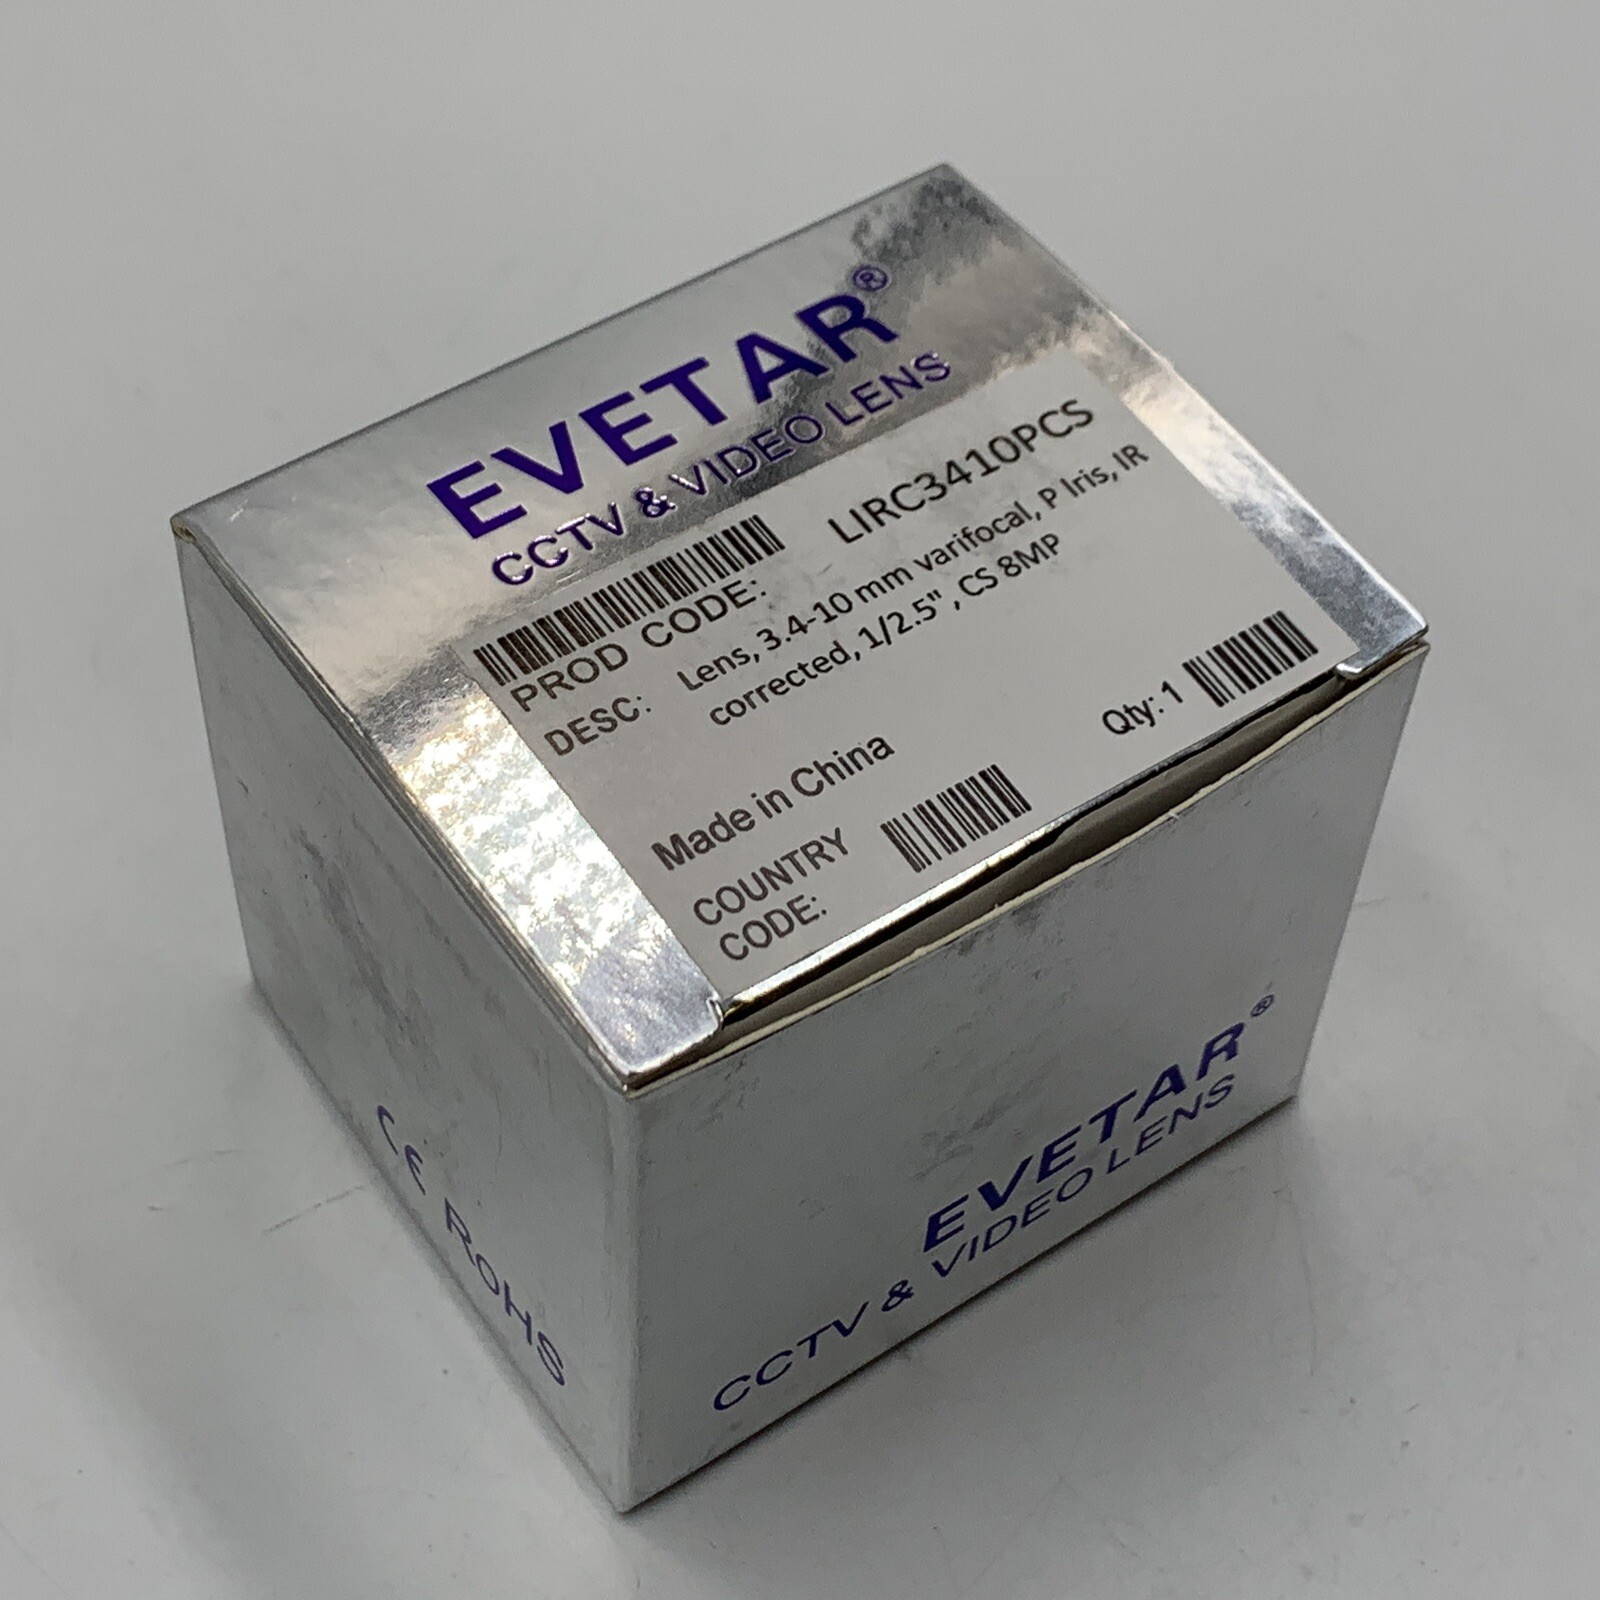 EVETAR®
CCTV & VIDEO LENS
PROD CODE: LIRC3410PCS
DESC: Lens, 3.4-10 mm varifocal, P Iris, IR
corrected, 1/2.5" , CS 8MP
Made in China
Qty: 1
COUNTRY
CODE:
CE RoHS
EVETAR®
CCTV & VIDEO LENS